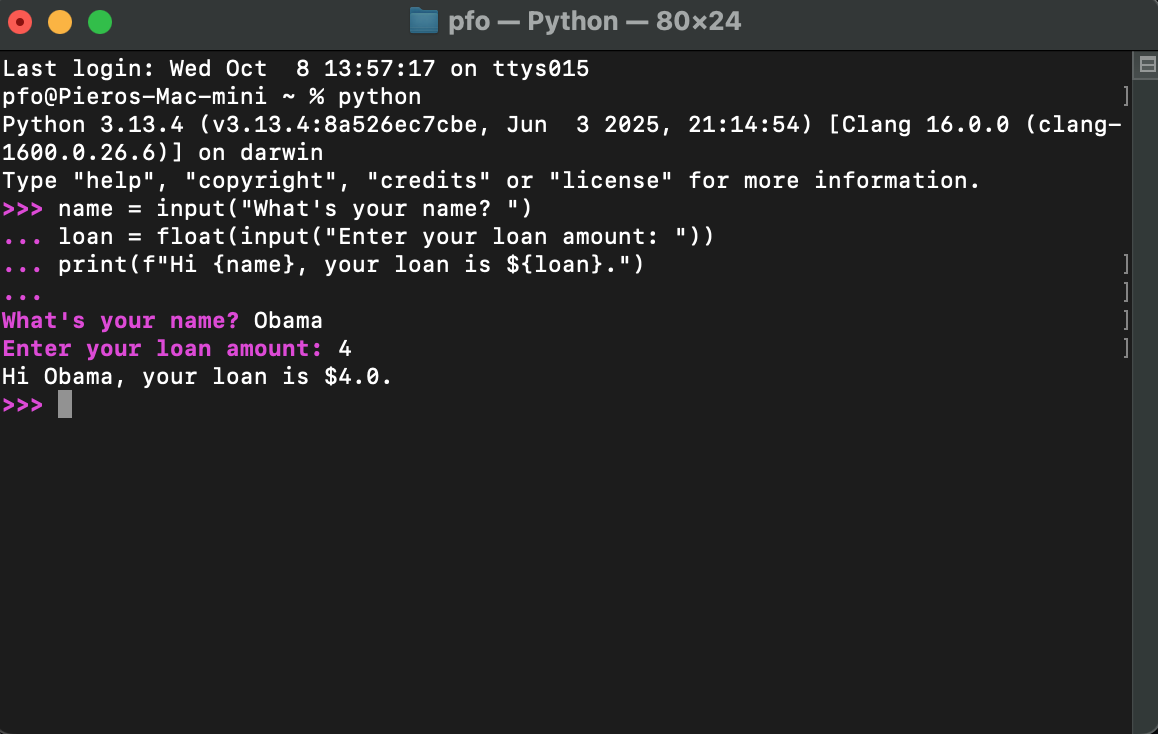 pfo — Python — 80×24
Last login: Wed Oct  8 13:57:17 on ttys015
pfo@Pieros-Mac-mini ~ % python
Python 3.13.4 (v3.13.4:8a526ec7cbe, Jun  3 2025, 21:14:54) [Clang 16.0.0 (clang-
1600.0.26.6)] on darwin
Type "help", "copyright", "credits" or "license" for more information.
>>> name = input("What's your name? ")
... loan = float(input("Enter your loan amount: "))
... print(f"Hi {name}, your loan is ${loan}.")
...
What's your name? Obama
Enter your loan amount: 4
Hi Obama, your loan is $4.0.
>>>